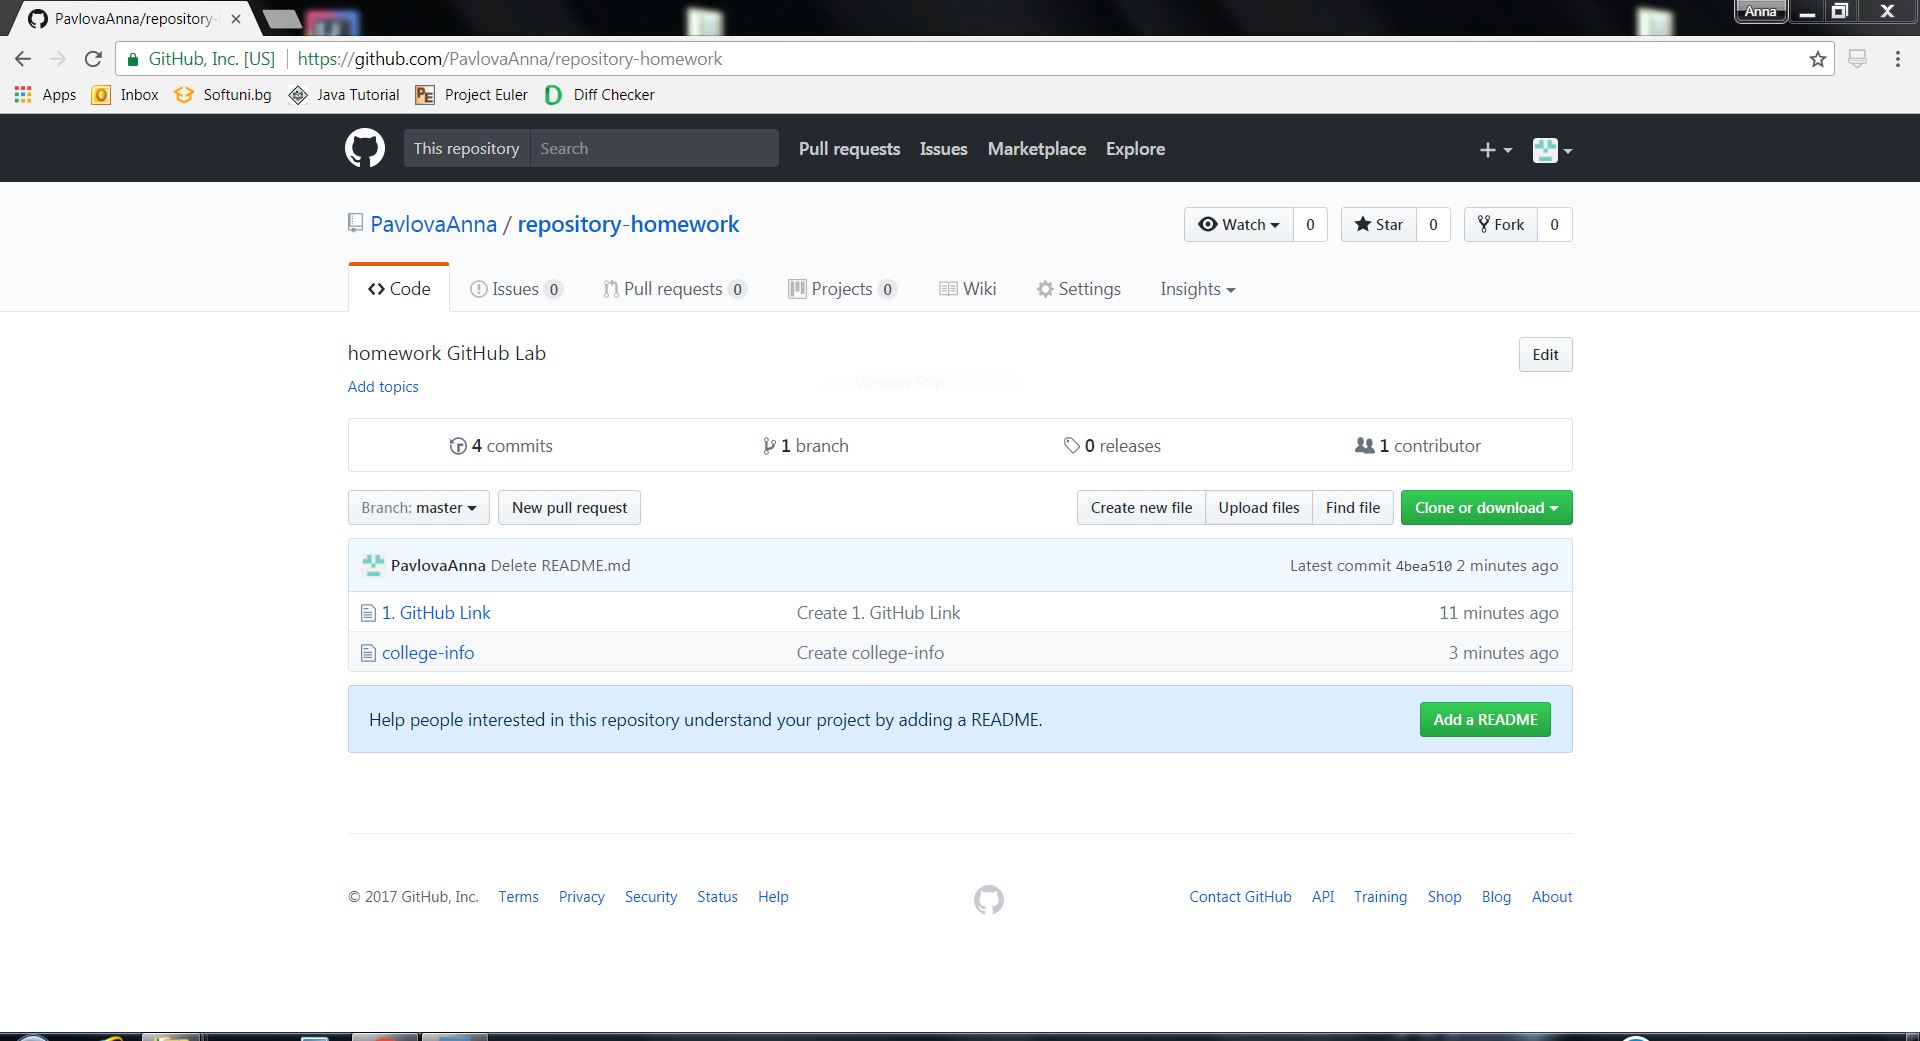 PavlovaAnna/repository-
Anna
GitHub, Inc. [US] https://github.com/PavlovaAnna/repository-homework
Apps Inbox Softuni.bg Java Tutorial Project Euler Diff Checker
This repository Search Pull requests Issues Marketplace Explore
PavlovaAnna / repository-homework
Watch 0 Star 0 Fork 0
Code Issues 0 Pull requests 0 Projects 0 Wiki Settings Insights
homework GitHub Lab
Edit
Add topics
Window Snip
4 commits 1 branch 0 releases 1 contributor
Branch: master New pull request Create new file Upload files Find file Clone or download
PavlovaAnna Delete README.md Latest commit 4bea510 2 minutes ago
1. GitHub Link Create 1. GitHub Link 11 minutes ago
college-info Create college-info 3 minutes ago
Help people interested in this repository understand your project by adding a README. Add a README
© 2017 GitHub, Inc. Terms Privacy Security Status Help Contact GitHub API Training Shop Blog About